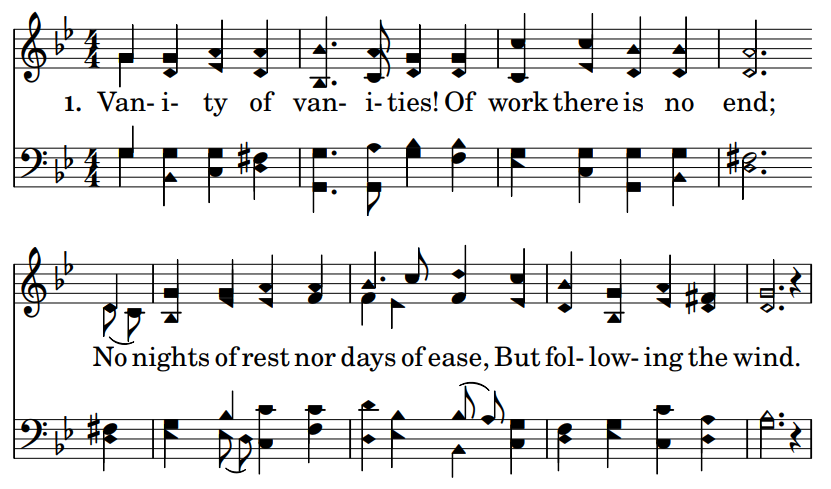 1. Van- i- ty of van- i- ties! Of work there is no end;
No nights of rest nor days of ease, But fol- low- ing the wind.